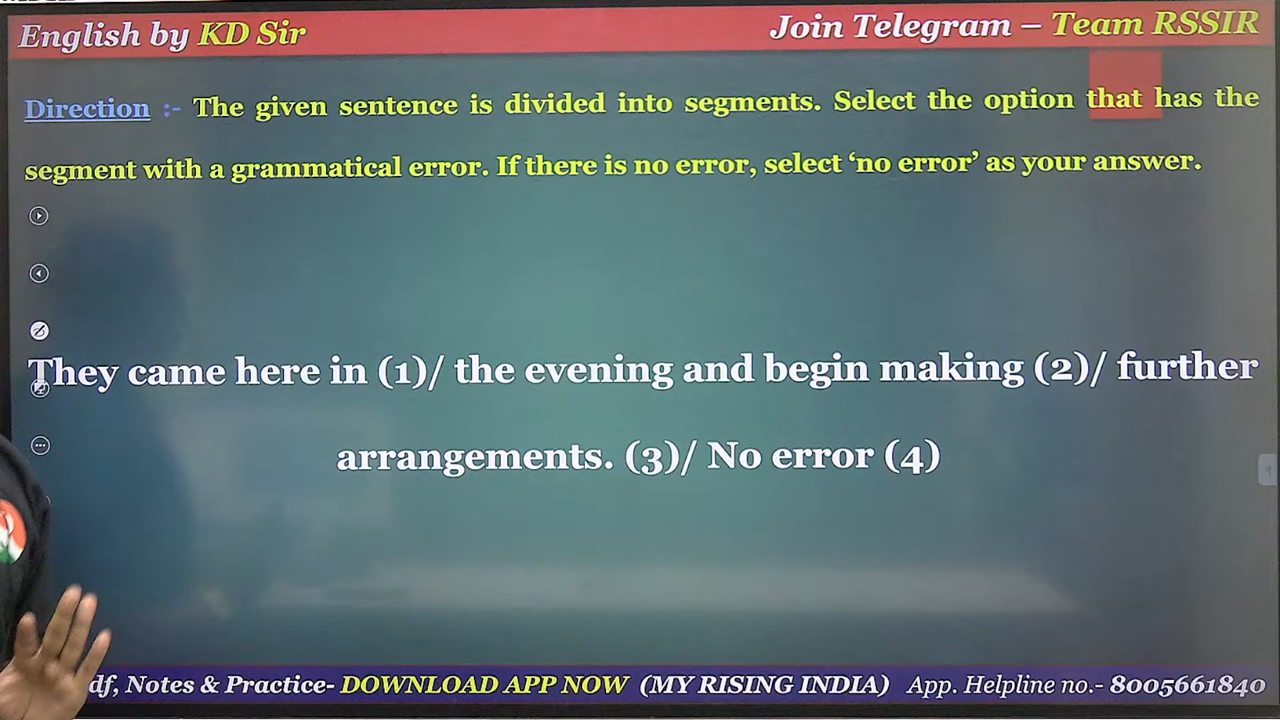 English by KD Sir
Join Telegram – Team RSSIR
Direction :- The given sentence is divided into segments. Select the option that has the
segment with a grammatical error. If there is no error, select ‘no error’ as your answer.
They came here in (1)/ the evening and begin making (2)/ further
arrangements. (3)/ No error (4)
df, Notes & Practice- DOWNLOAD APP NOW (MY RISING INDIA) App. Helpline no.- 8005661840